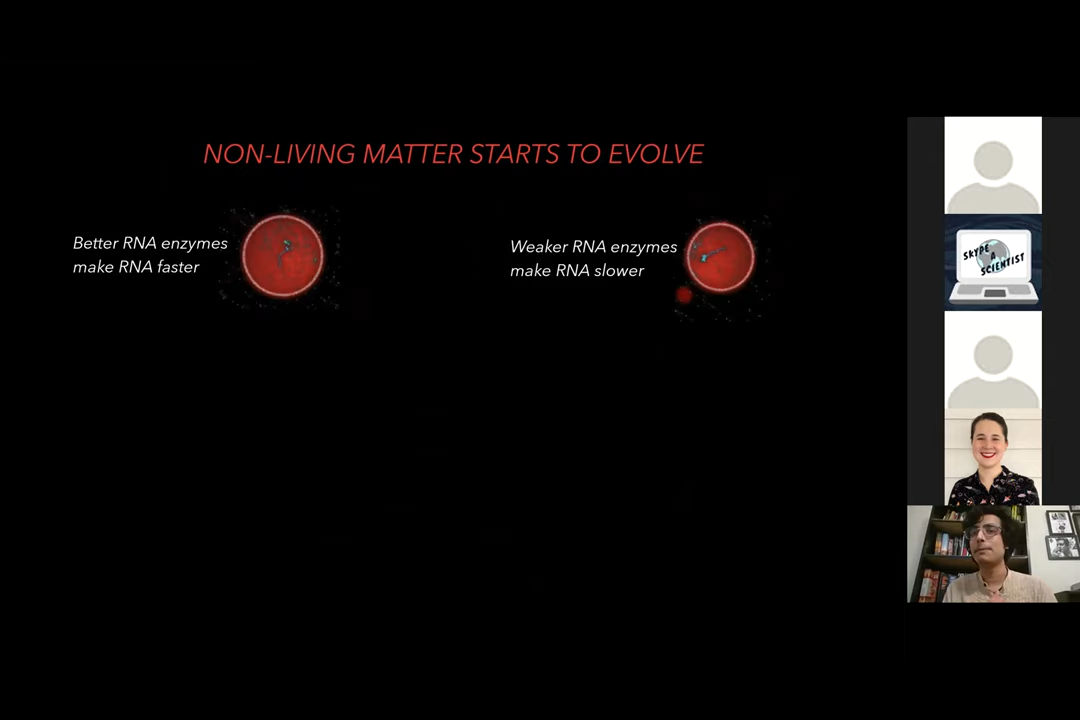 NON-LIVING MATTER STARTS TO EVOLVE
Better RNA enzymes
make RNA faster
Weaker RNA enzymes
make RNA slower
SKYPE
A
SCIENTIST